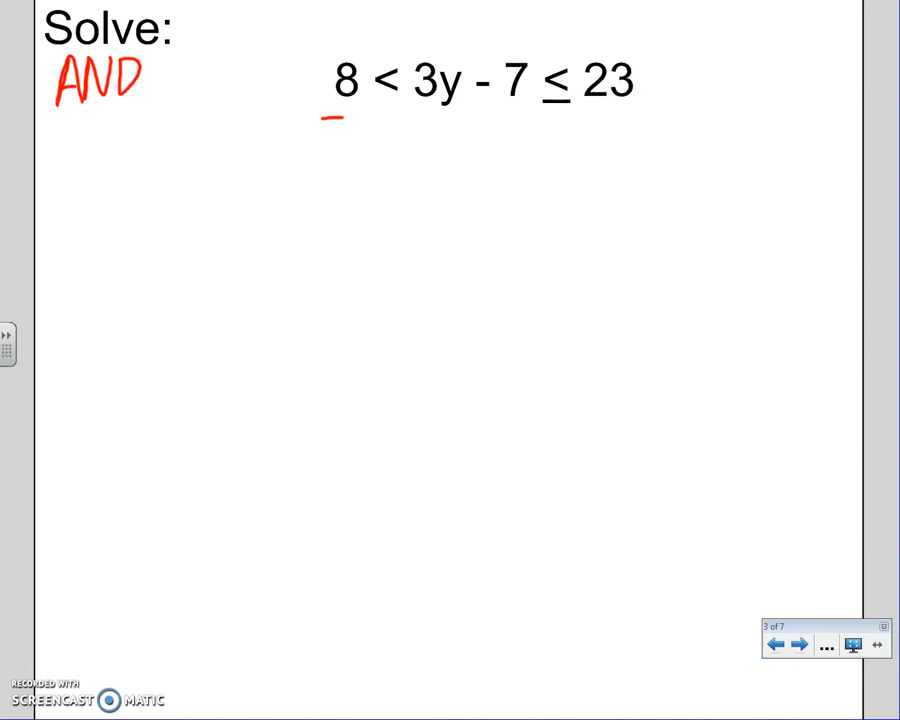 Solve:
AND
8 < 3y - 7 ≤ 23
3 of 7
...
RECORDED WITH
SCREENCAST MATIC